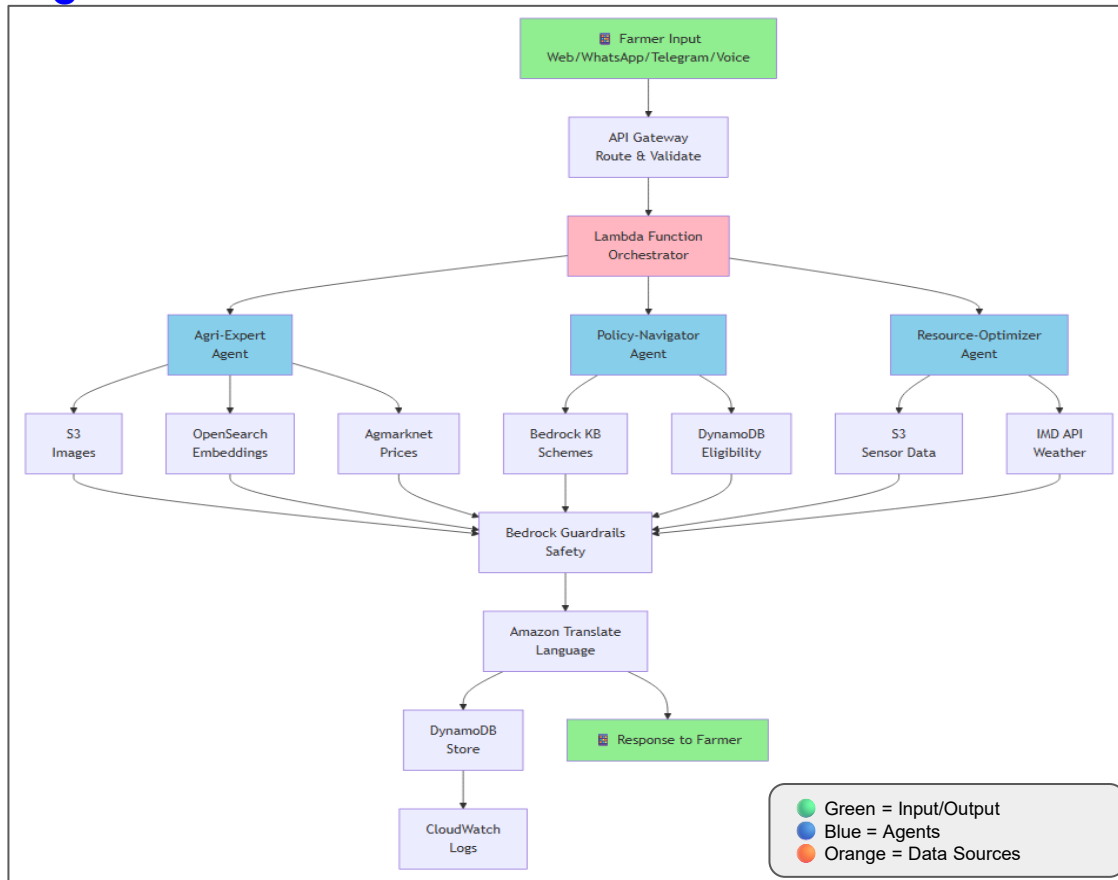 Farmer Input
Web/WhatsApp/Telegram/Voice
API Gateway
Route & Validate
Lambda Function
Orchestrator
Agri-Expert
Agent
Policy-Navigator
Agent
Resource-Optimizer
Agent
S3
Images
OpenSearch
Embeddings
Agmarknet
Prices
Bedrock KB
Schemes
DynamoDB
Eligibility
S3
Sensor Data
IMD API
Weather
Bedrock Guardrails
Safety
Amazon Translate
Language
DynamoDB
Store
Response to Farmer
CloudWatch
Logs
Green = Input/Output
Blue = Agents
Orange = Data Sources